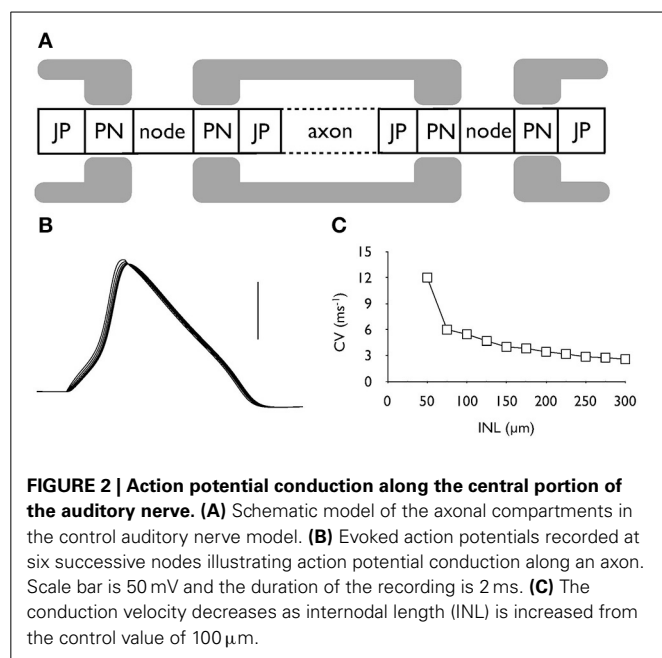 A
JP PN node PN JP axon JP PN node PN JP
B
C
15
12
9
6
3
0
CV (ms⁻¹)
0 50 100 150 200 250 300
INL (µm)
FIGURE 2 | Action potential conduction along the central portion of
the auditory nerve. (A) Schematic model of the axonal compartments in
the control auditory nerve model. (B) Evoked action potentials recorded at
six successive nodes illustrating action potential conduction along an axon.
Scale bar is 50 mV and the duration of the recording is 2 ms. (C) The
conduction velocity decreases as internodal length (INL) is increased from
the control value of 100 µm.